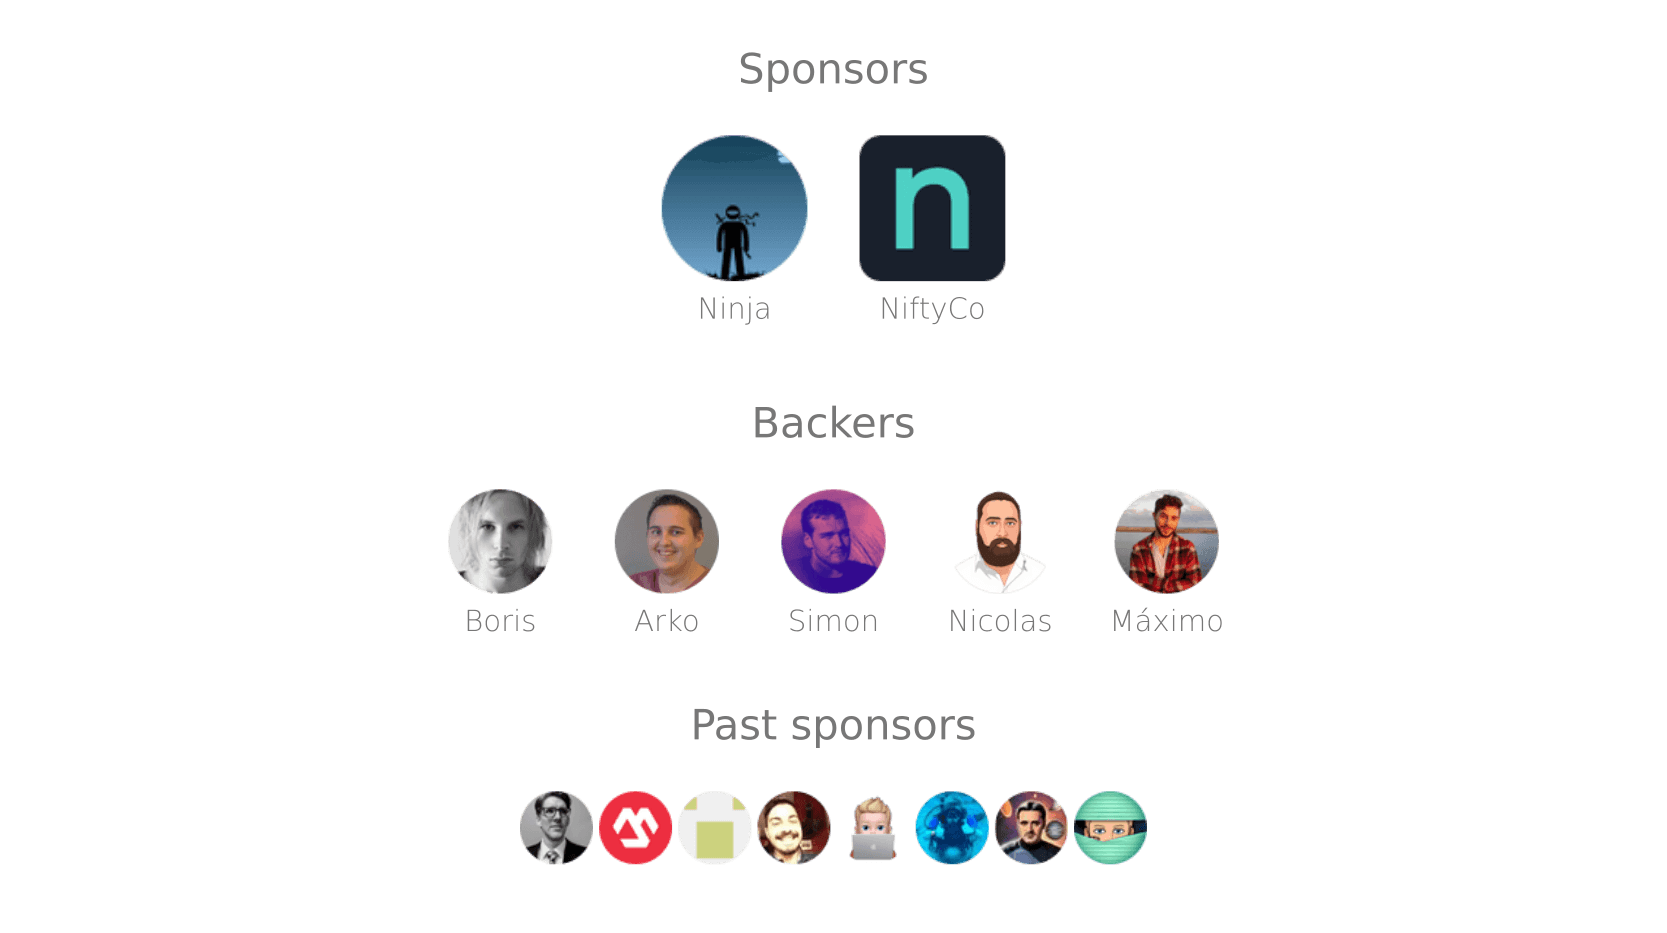 Sponsors
n
Ninja
NiftyCo
Backers
Boris Arko Simon Nicolas Máximo
Past sponsors